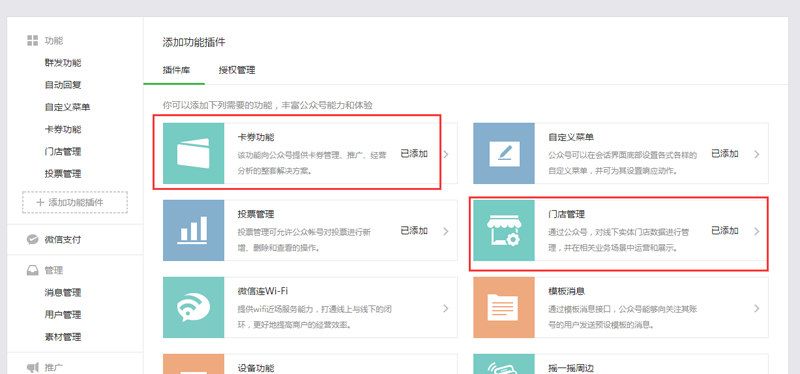 功能
群发功能
自动回复
自定义菜单
卡券功能
门店管理
投票管理
+ 添加功能插件
微信支付
管理
消息管理
用户管理
素材管理
推广
添加功能插件
插件库 授权管理
你可以添加下列需要的功能，丰富公众号能力和体验
卡券功能
该功能向公众号提供卡券管理、推广、经营
分析的整套解决方案。
已添加
自定义菜单
公众号可以在会话界面底部设置各式各样的
自定义菜单，并可为其设置响应动作。
已添加
投票管理
投票管理可允许公众帐号对投票进行新
增、删除和查看的操作。
已添加
门店管理
通过公众号，对线下实体门店数据进行管
理，并在相关业务场景中运营和展示。
已添加
微信连Wi-Fi
提供wifi近场服务能力，打通线上与线下的闭
环，更好地提高商户的经营效率。
模板消息
通过模板消息接口，公众号能够向关注其账
号的用户发送预设模板的消息。
设备功能
摇一摇周边